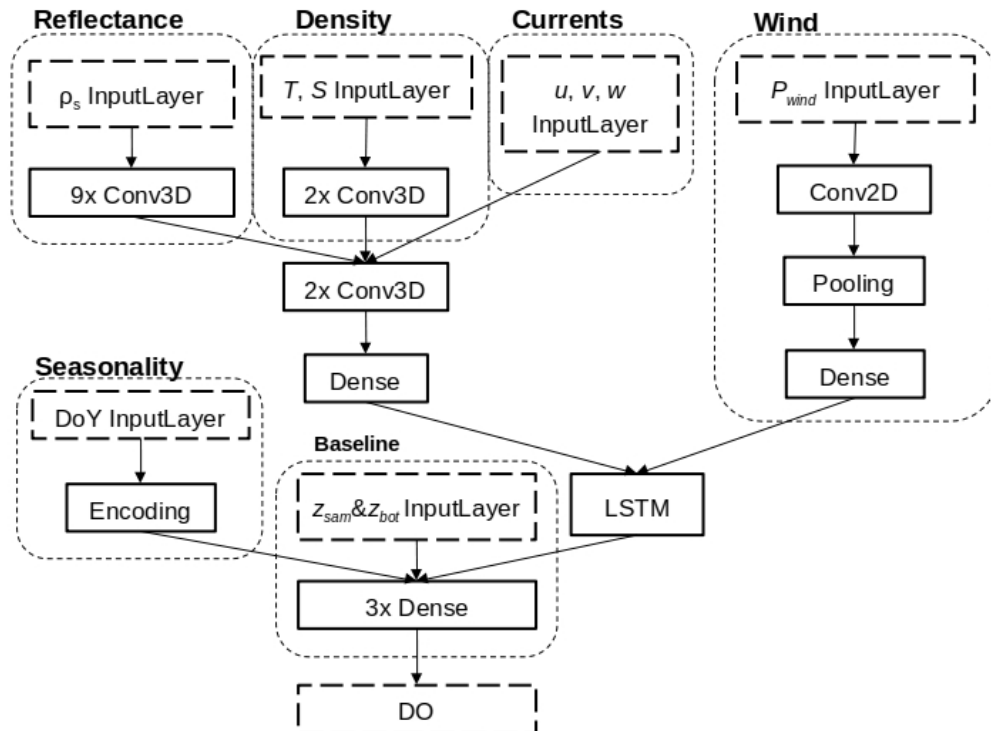 Reflectance
Density
Currents
Wind
ρs InputLayer
T, S InputLayer
u, v, w
InputLayer
Pwind InputLayer
9x Conv3D
2x Conv3D
Conv2D
2x Conv3D
Pooling
Seasonality
Dense
Dense
DoY InputLayer
Baseline
Encoding
zsam&zbot InputLayer
LSTM
3x Dense
DO